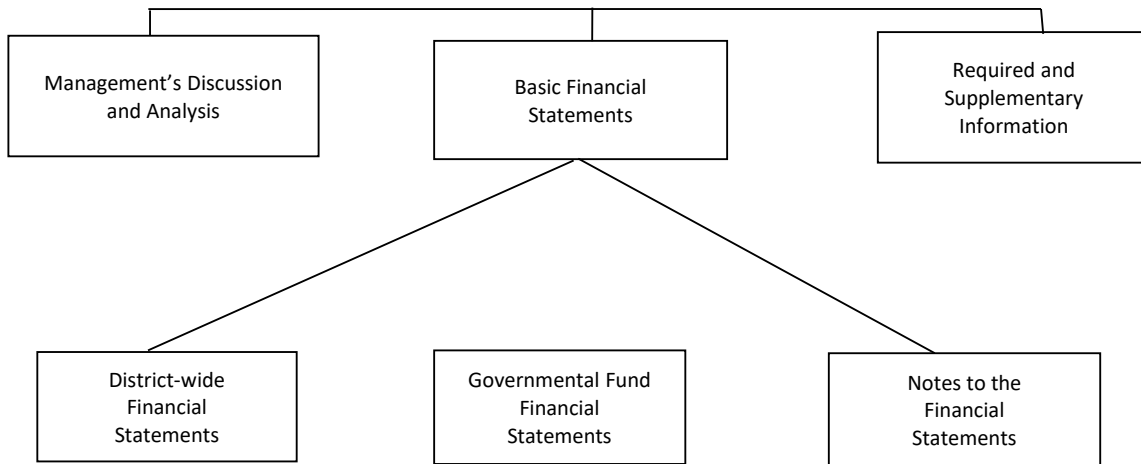 Management’s Discussion
and Analysis
Basic Financial
Statements
Required and
Supplementary
Information
District-wide
Financial
Statements
Governmental Fund
Financial
Statements
Notes to the
Financial
Statements